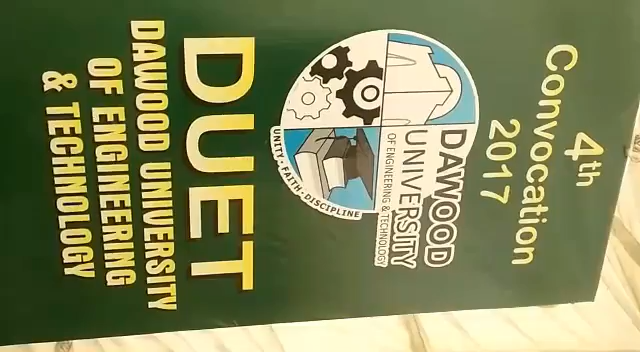 4th
Convocation
2017
DAWOOD
UNIVERSITY
OF ENGINEERING & TECHNOLOGY
UNITY • FAITH • DISCIPLINE
DUET
DAWOOD UNIVERSITY
OF ENGINEERING
& TECHNOLOGY